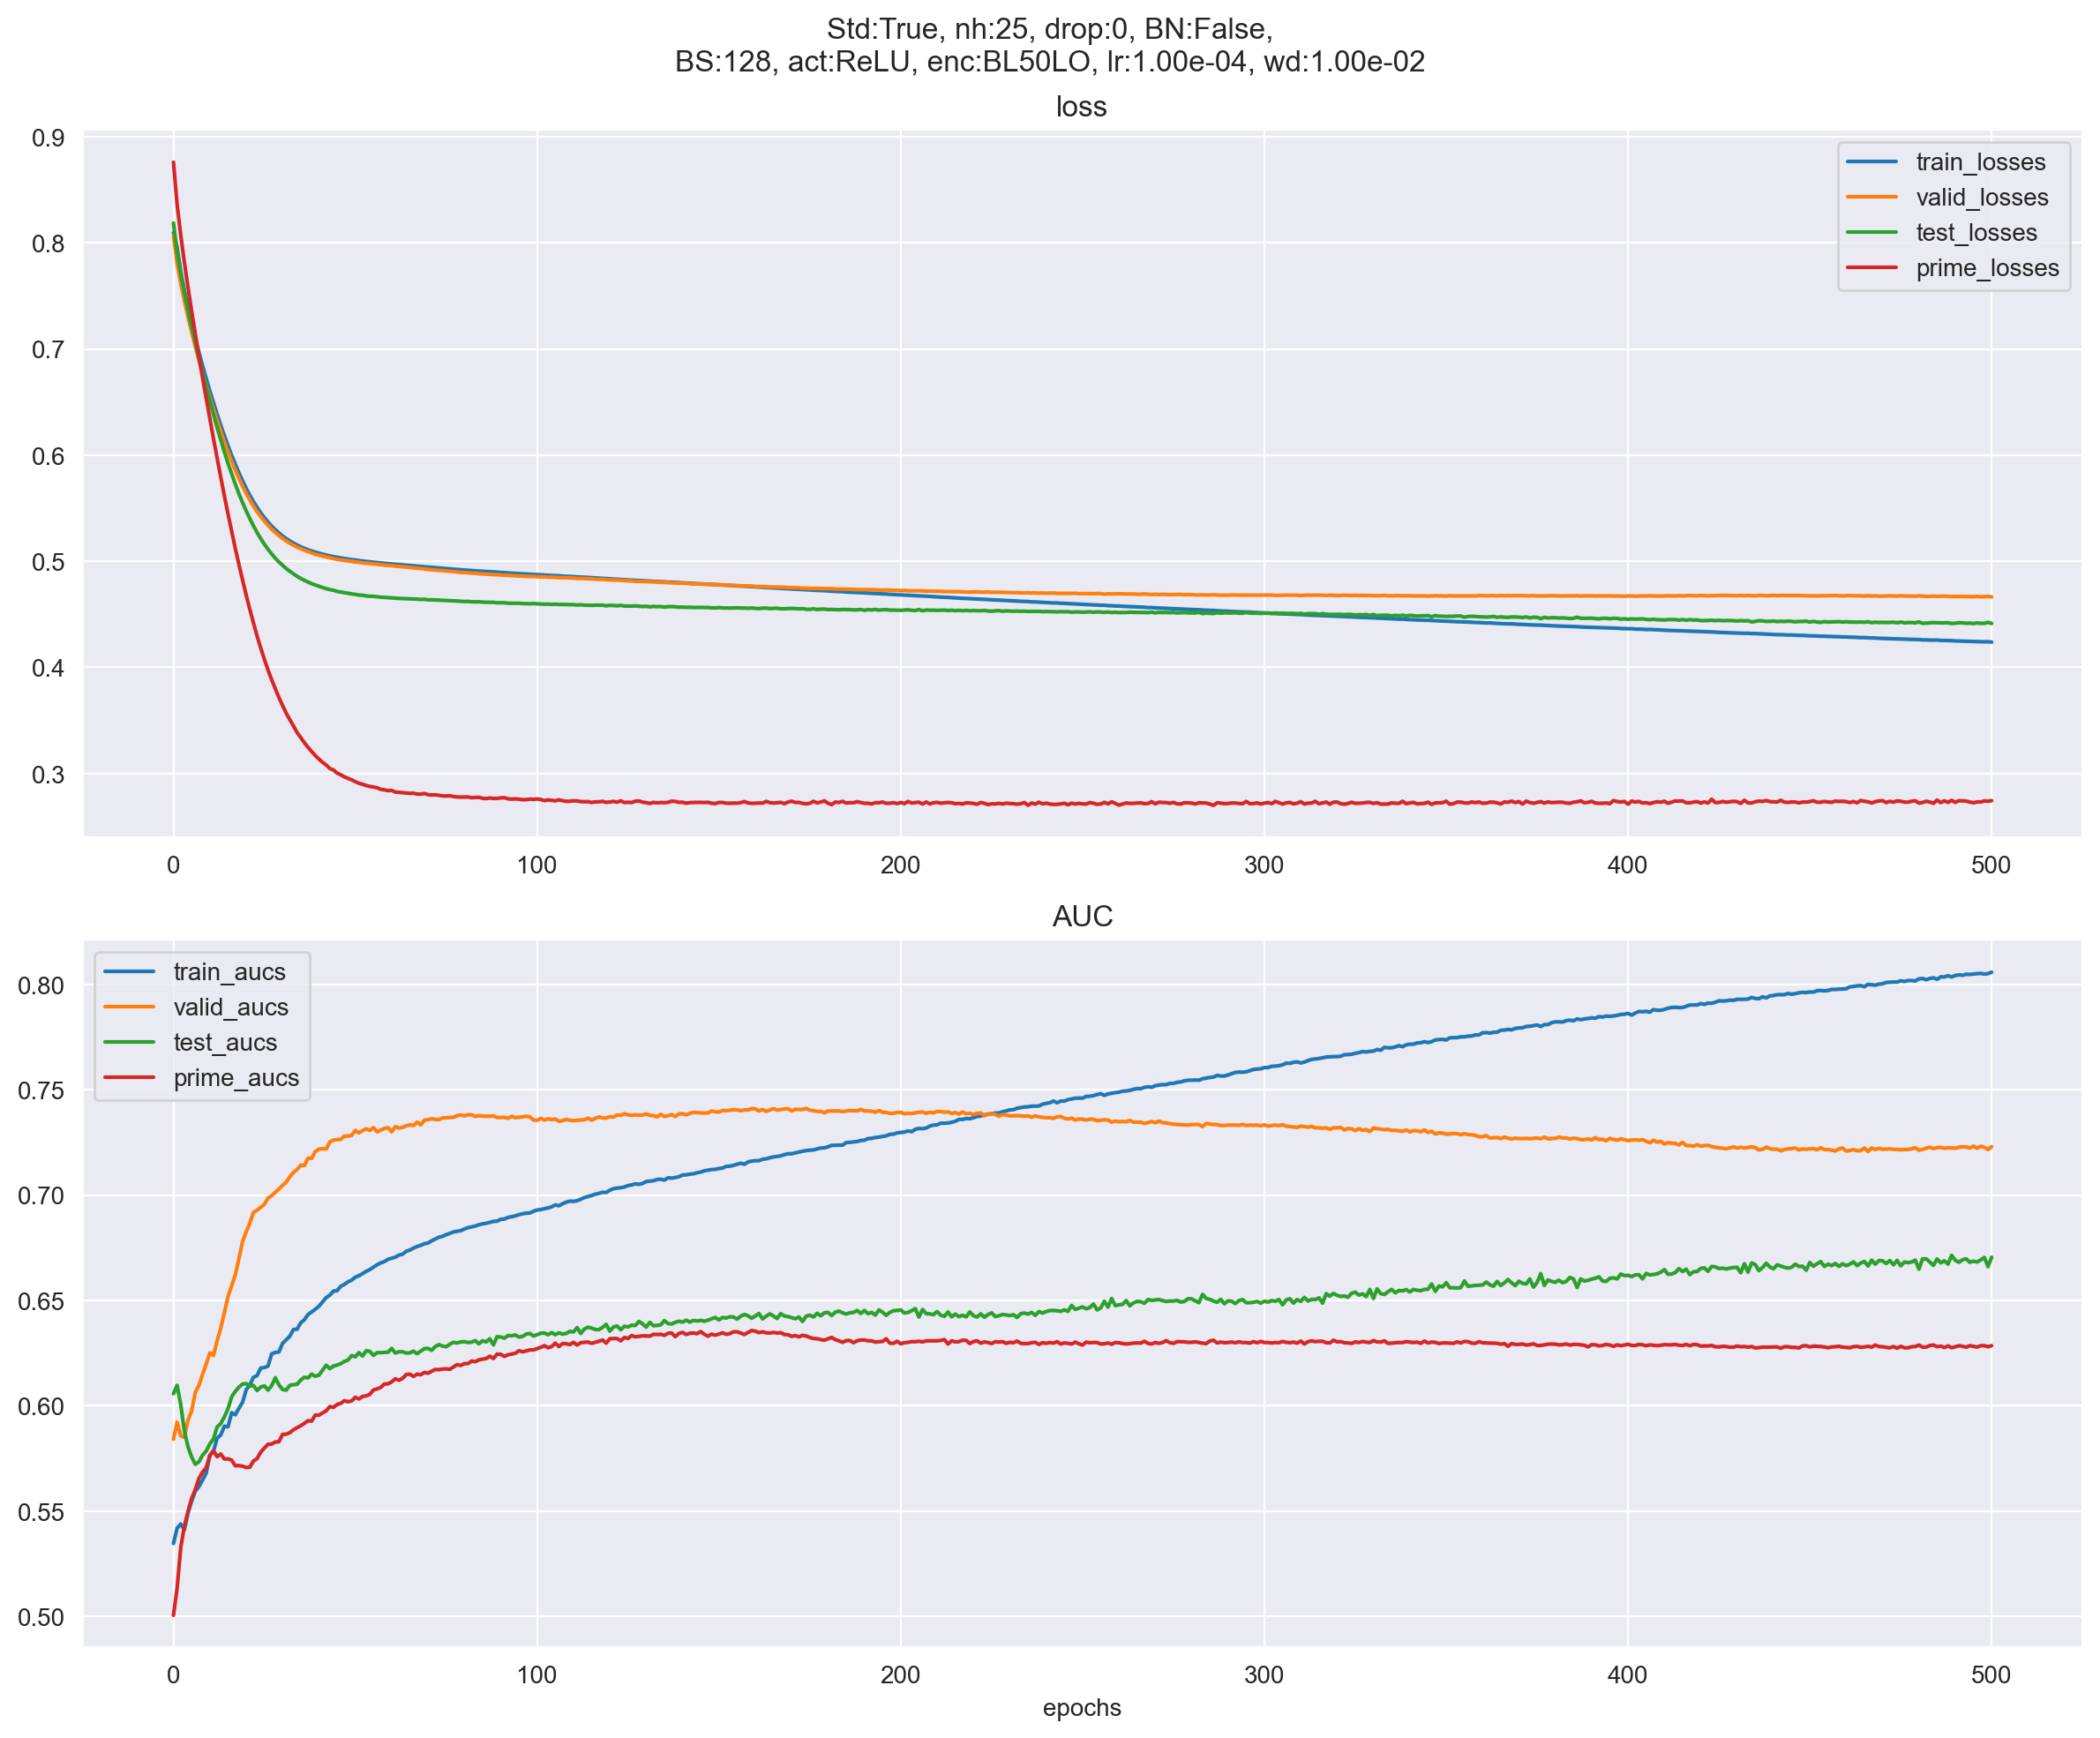 Std:True, nh:25, drop:0, BN:False,
BS:128, act:ReLU, enc:BL50LO, lr:1.00e-04, wd:1.00e-02
loss
0.9
0.8
0.7
0.6
0.5
0.4
0.3
train_losses
valid_losses
test_losses
prime_losses
0 100 200 300 400 500
AUC
0.80
0.75
0.70
0.65
0.60
0.55
0.50
train_aucs
valid_aucs
test_aucs
prime_aucs
0 100 200 300 400 500
epochs